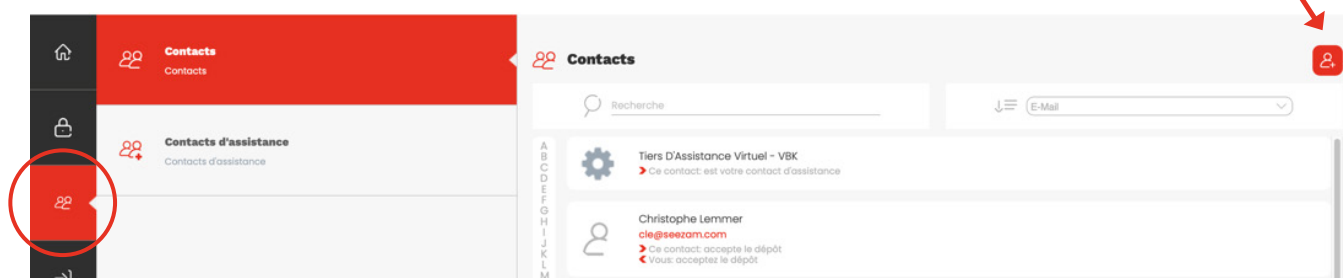 Contacts
Contacts
Contacts d'assistance
Contacts d'assistance
Contacts
Recherche
E-Mail
A
B
C
D
E
F
G
H
I
J
K
L
M
Tiers D'Assistance Virtuel - VBK
Ce contact: est votre contact d'assistance
Christophe Lemmer
cle@seezam.com
Ce contact: accepte le dépôt
Vous: acceptez le dépôt